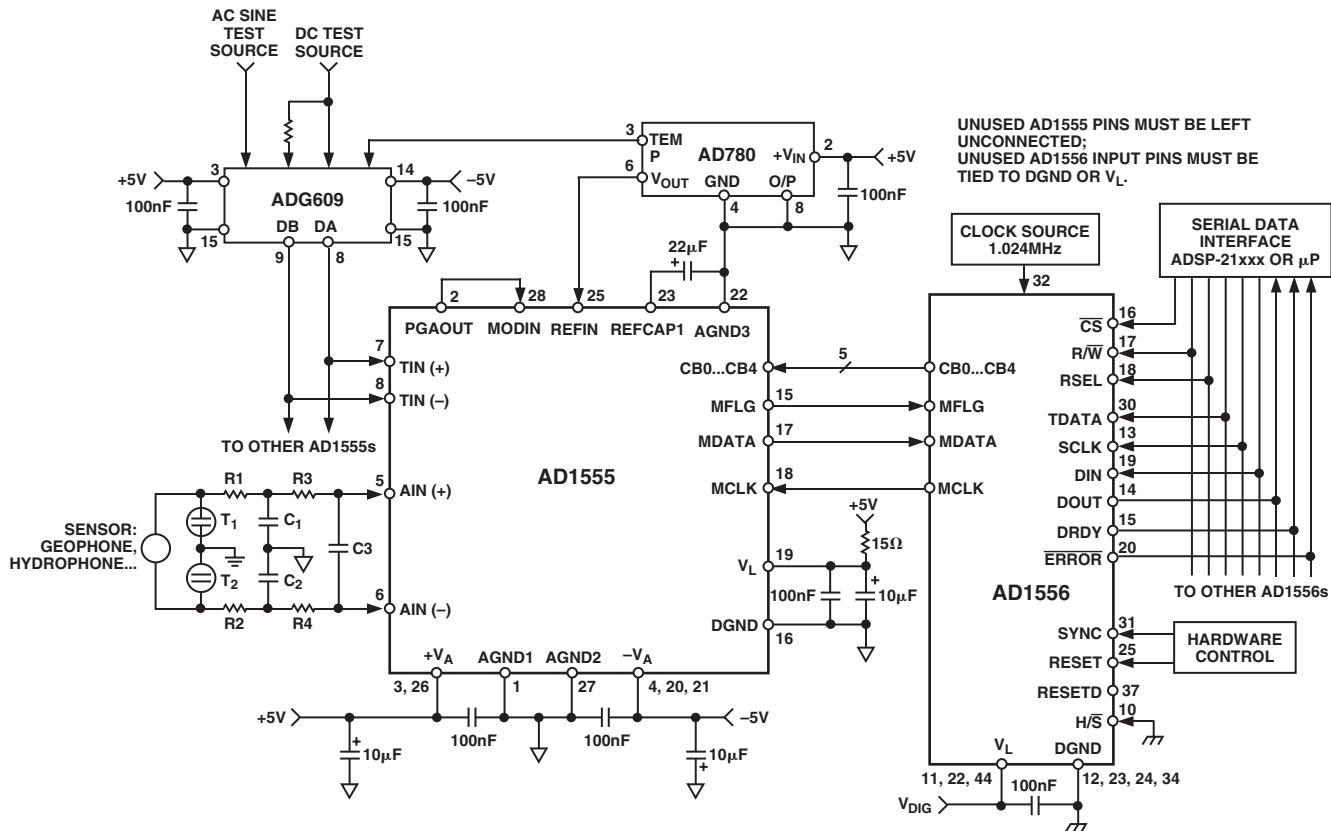 AC SINE
TEST
SOURCE
DC TEST
SOURCE
3
+5V
100nF
15
ADG609
DB
DA
9
8
14
–5V
100nF
15
3
TEM
P
6
VOUT
AD780
+VIN
2
+5V
GND
O/P
4
8
100nF
22µF
+
UNUSED AD1555 PINS MUST BE LEFT
UNCONNECTED;
UNUSED AD1556 INPUT PINS MUST BE
TIED TO DGND OR VL.
CLOCK SOURCE
1.024MHz
32
SERIAL DATA
INTERFACE
ADSP-21xxx OR µP
2
28
25
23
22
PGAOUT
MODIN
REFIN
REFCAP1
AGND3
7
TIN (+)
8
TIN (–)
TO OTHER AD1555s
5
AIN (+)
6
AIN (–)
R1
R3
T1
C1
C3
T2
C2
R2
R4
SENSOR:
GEOPHONE,
HYDROPHONE...
AD1555
CB0...CB4
5
CB0...CB4
MFLG
15
MFLG
MDATA
17
MDATA
MCLK
18
MCLK
+5V
15Ω
VL
19
100nF
+
10µF
DGND
16
+VA
AGND1
AGND2
–VA
3, 26
1
27
4, 20, 21
+5V
+
10µF
100nF
100nF
–5V
10µF
+
AD1556
CS
16
R/W
17
RSEL
18
TDATA
30
SCLK
13
DIN
19
DOUT
14
DRDY
15
ERROR
20
TO OTHER AD1556s
SYNC
31
RESET
25
HARDWARE
CONTROL
RESETD
37
H/S
10
VL
DGND
11, 22, 44
12, 23, 24, 34
100nF
VDIG